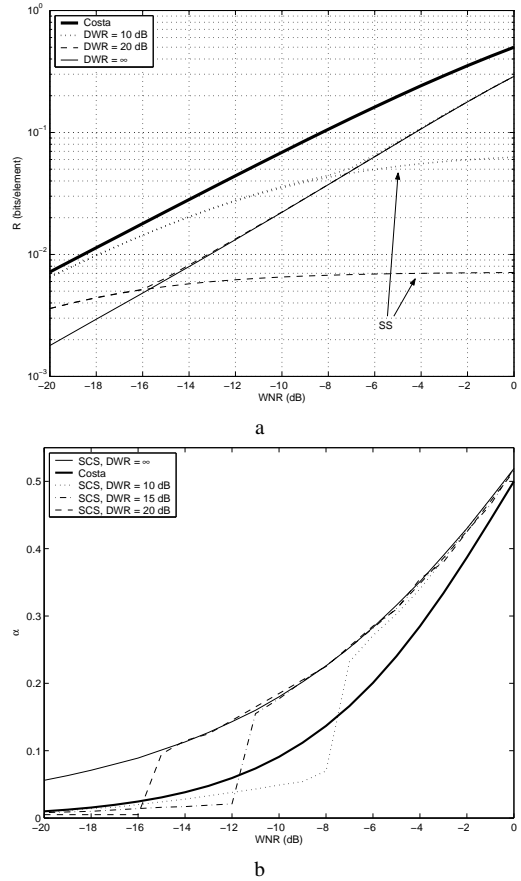 Costa
DWR = 10 dB
DWR = 20 dB
DWR = ∞
10⁰
10⁻¹
10⁻²
10⁻³
R (bits/element)
SS
−20 −18 −16 −14 −12 −10 −8 −6 −4 −2 0
WNR (dB)
a
SCS, DWR = ∞
Costa
SCS, DWR = 10 dB
SCS, DWR = 15 dB
SCS, DWR = 20 dB
0.5
0.4
0.3
0.2
0.1
0
α
−20 −18 −16 −14 −12 −10 −8 −6 −4 −2 0
WNR (dB)
b